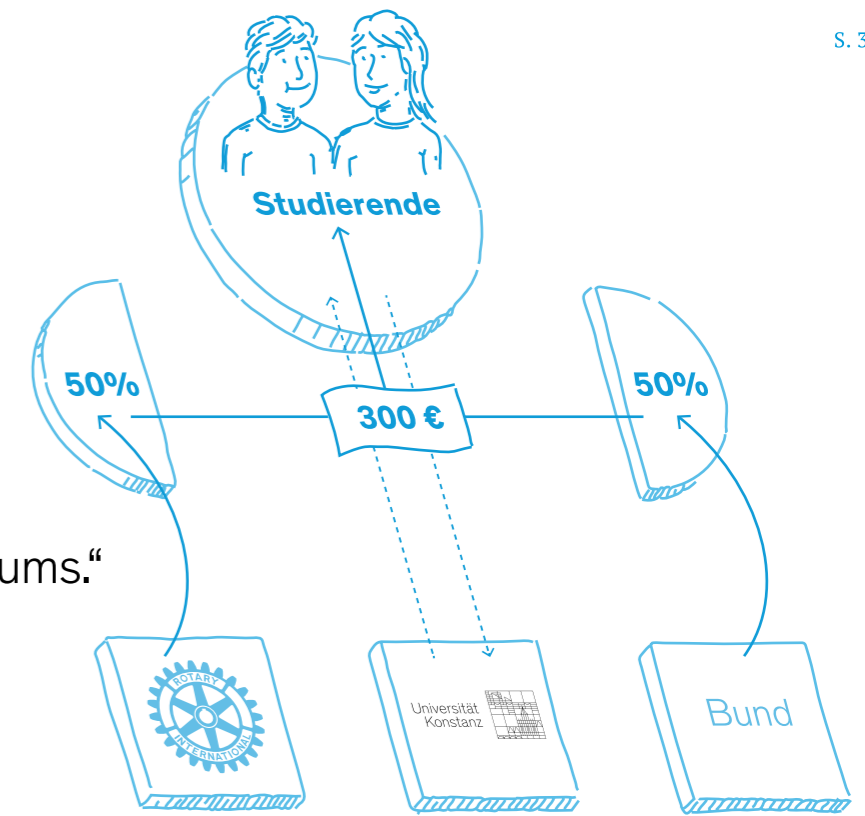 S. 3
Studierende
50%
300 €
50%
ums.“
ROTARY
INTERNATIONAL
Universität
Konstanz
Bund